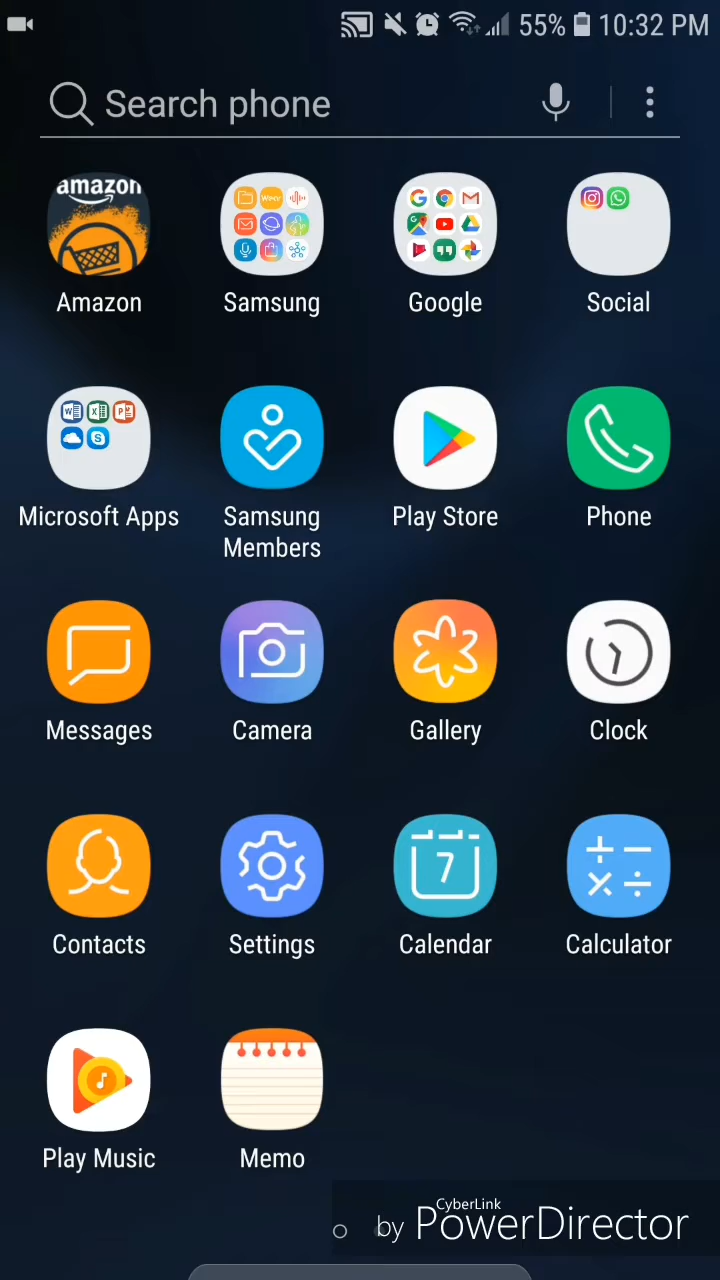 55% 10:32 PM
Search phone
amazon
Amazon
Samsung
Google
Social
Microsoft Apps
Samsung
Members
Play Store
Phone
Messages
Camera
Gallery
Clock
7
Contacts
Settings
Calendar
Calculator
Play Music
Memo
CyberLink
by PowerDirector